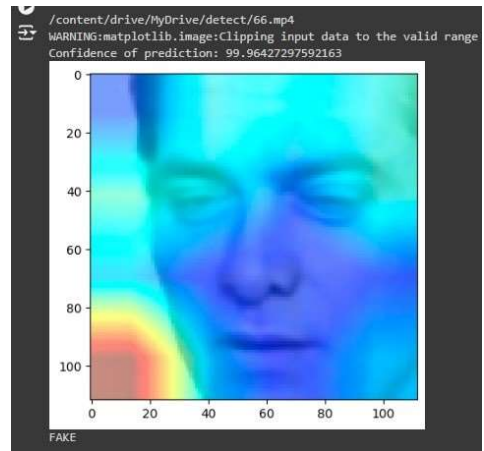 /content/drive/MyDrive/detect/66.mp4
WARNING:matplotlib.image:Clipping input data to the valid range
Confidence of prediction: 99.96427297592163
0
20
40
60
80
100
0 20 40 60 80 100
FAKE